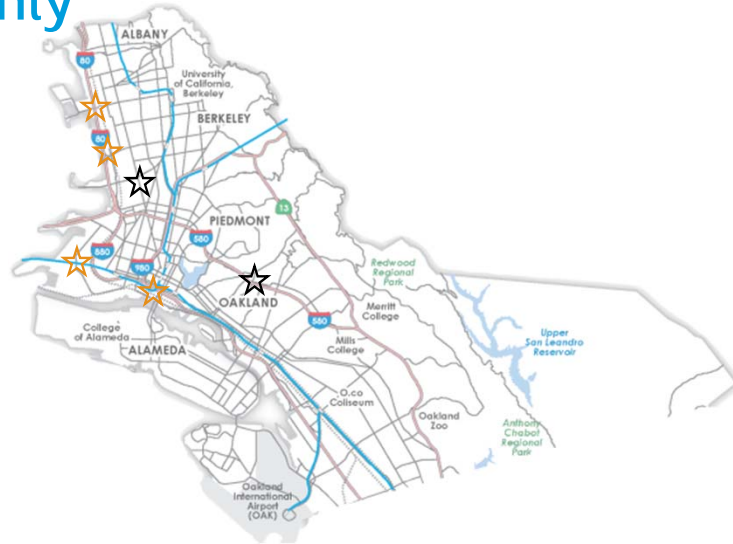 nty
ALBANY
80
University
of California,
Berkeley
BERKELEY
80
13
PIEDMONT
580
880
980
Redwood
Regional
Park
OAKLAND
Merritt
College
580
College
of Alameda
Mills
College
Upper
San Leandro
Reservoir
ALAMEDA
O.co
Coliseum
Oakland
Zoo
Anthony
Chabot
Regional
Park
Oakland
International
Airport
(OAK)